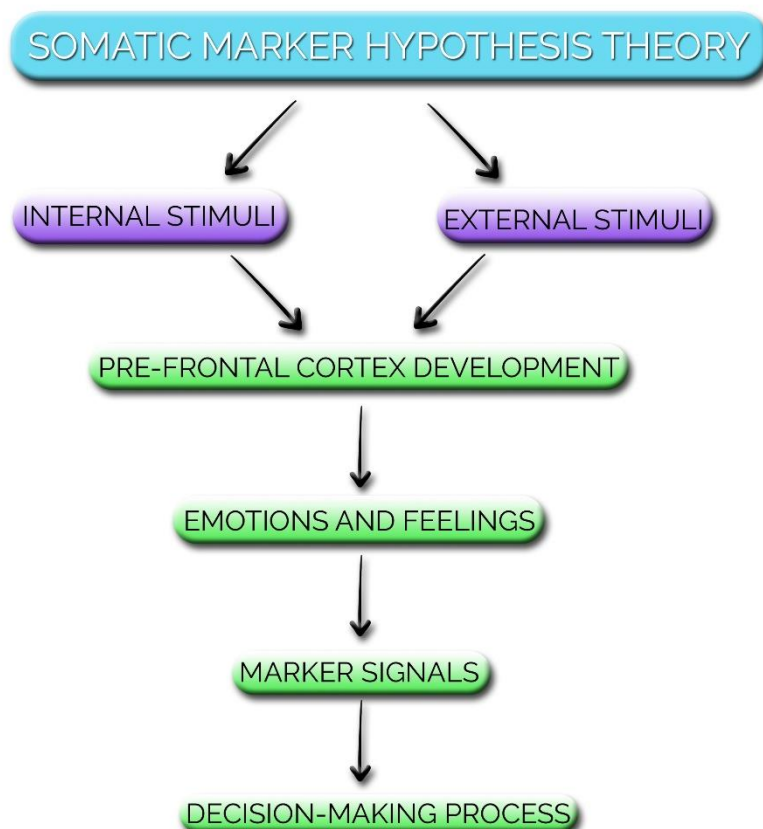 SOMATIC MARKER HYPOTHESIS THEORY
INTERNAL STIMULI
EXTERNAL STIMULI
PRE-FRONTAL CORTEX DEVELOPMENT
EMOTIONS AND FEELINGS
MARKER SIGNALS
DECISION-MAKING PROCESS